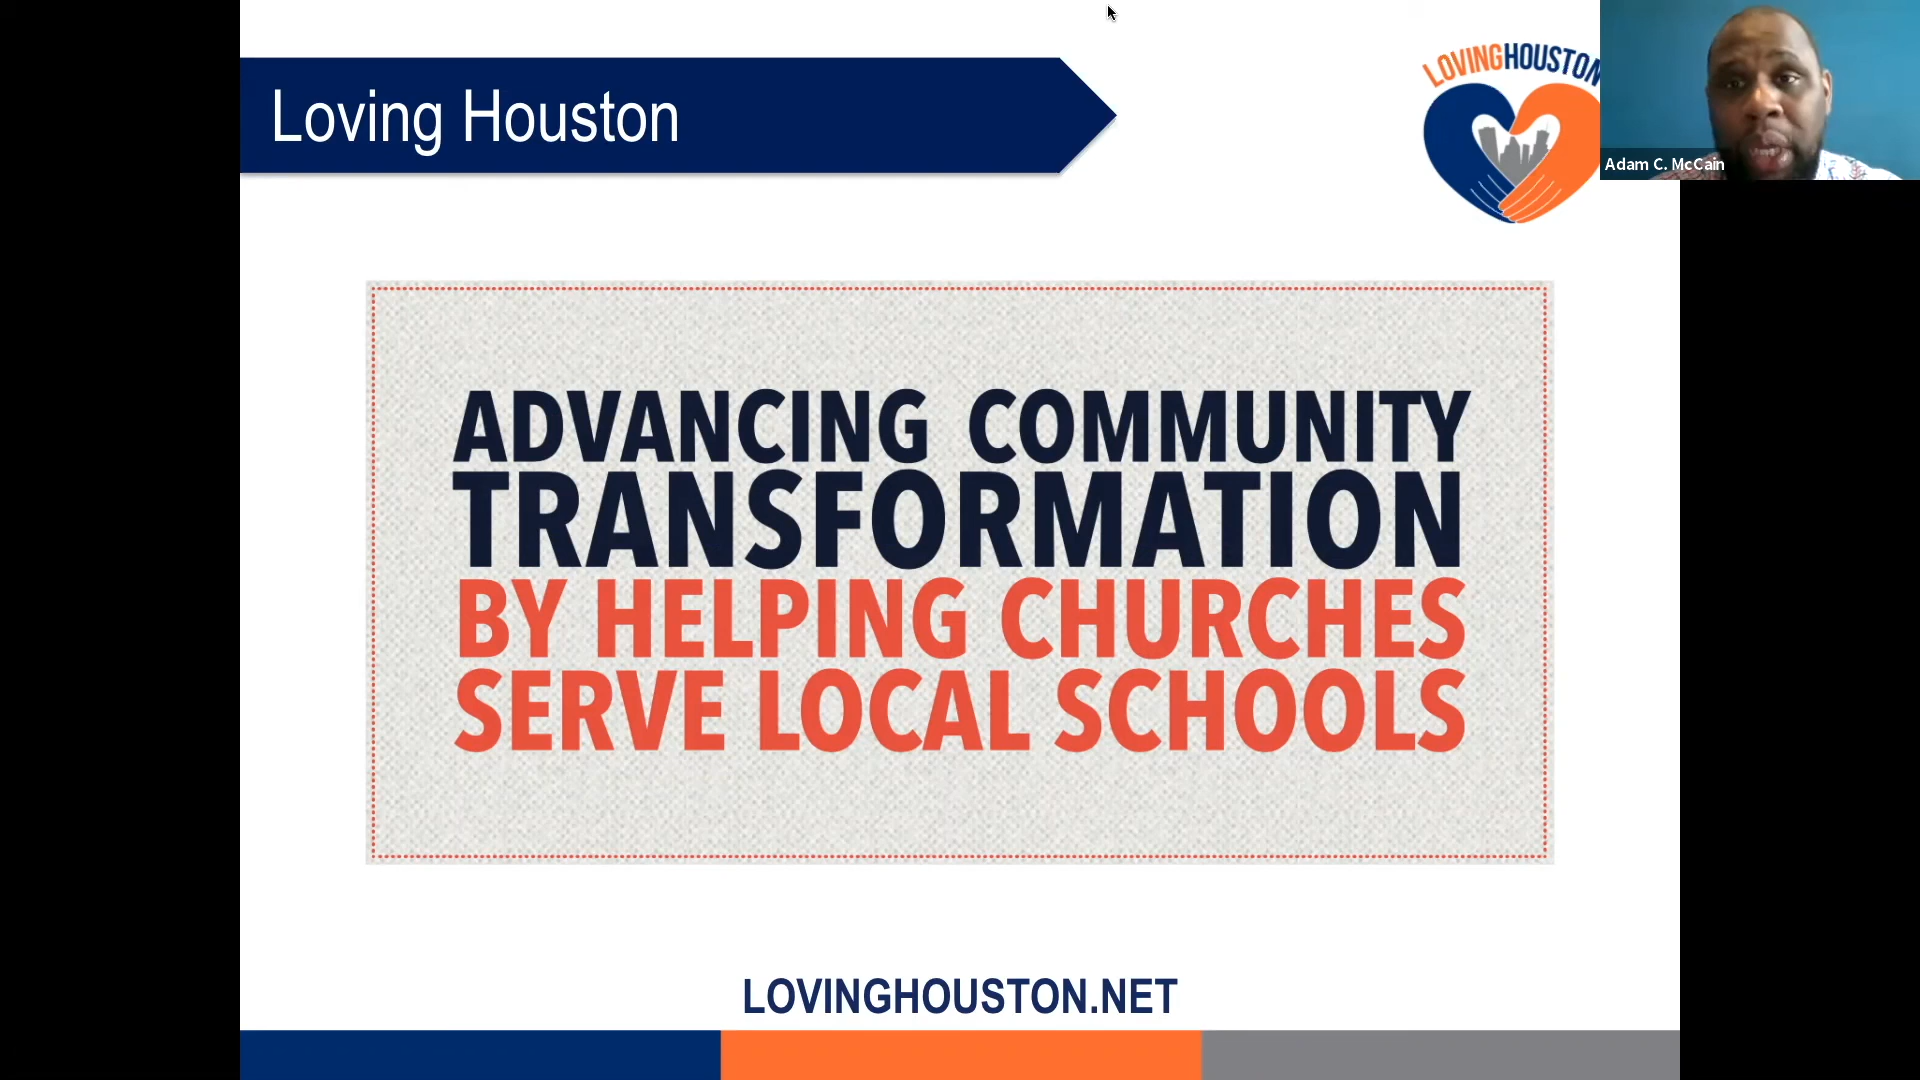 Loving Houston
LOVINGHOUSTON
Adam C. McCain
ADVANCING COMMUNITY
TRANSFORMATION
BY HELPING CHURCHES
SERVE LOCAL SCHOOLS
LOVINGHOUSTON.NET